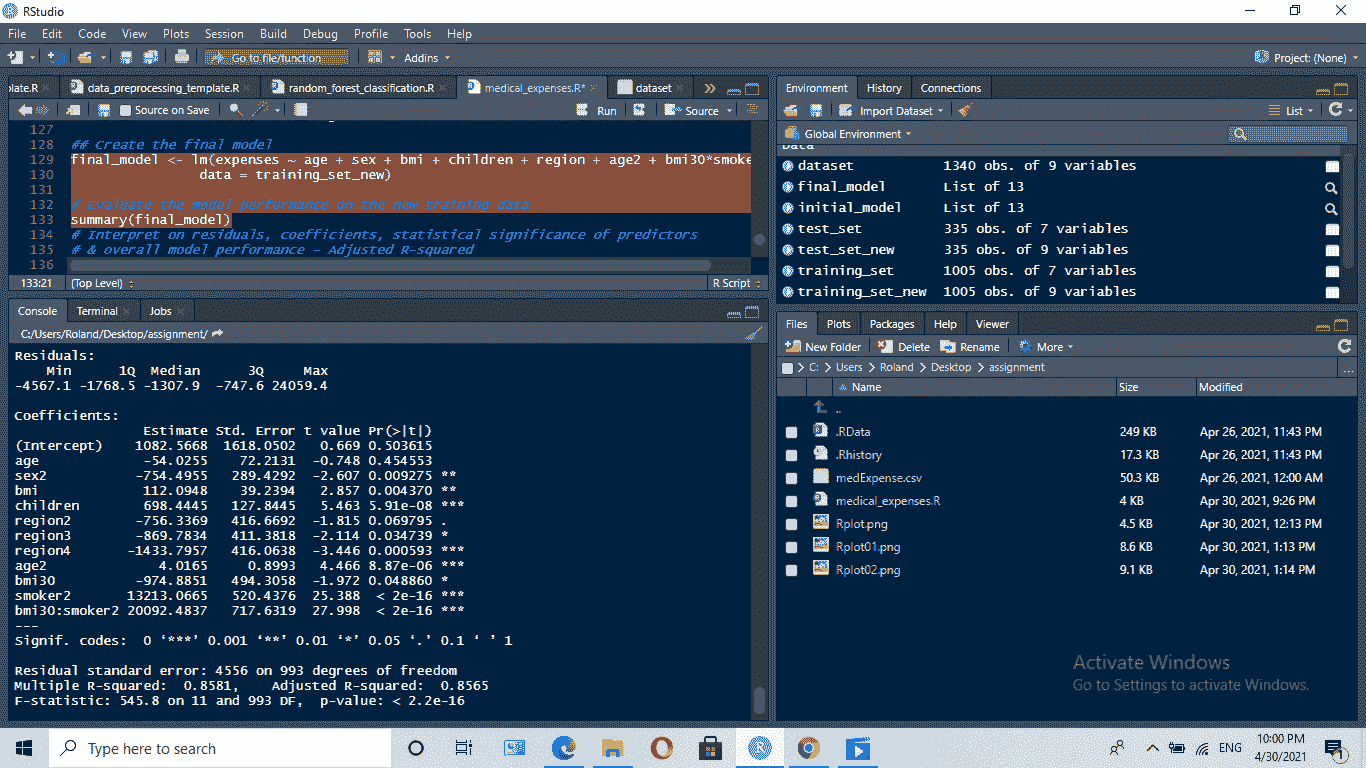 RStudio
File Edit Code View Plots Session Build Debug Profile Tools Help
Go to file/function Addins Project: (None)
late.R data_preprocessing_template.R random_forest_classification.R medical_expenses.R* dataset
Source on Save Run Source
127
128 ## Create the final model
129 final_model <- lm(expenses ~ age + sex + bmi + children + region + age2 + bmi30*smoke
130 data = training_set_new)
131
132 # Evaluate the model performance on the new training data
133 summary(final_model)
134 # Interpret on residuals, coefficients, statistical significance of predictors
135 # & overall model performance - Adjusted R-squared
136
133:21 (Top Level) R Script
Console Terminal Jobs
C:/Users/Roland/Desktop/assignment/
Residuals:
Min 1Q Median 3Q Max
-4567.1 -1768.5 -1307.9 -747.6 24059.4
Coefficients:
Estimate Std. Error t value Pr(>|t|)
(Intercept) 1082.5668 1618.0502 0.669 0.503615
age -54.0255 72.2131 -0.748 0.454553
sex2 -754.4955 289.4292 -2.607 0.009275 **
bmi 112.0948 39.2394 2.857 0.004370 **
children 698.4445 127.8445 5.463 5.91e-08 ***
region2 -756.3369 416.6692 -1.815 0.069795 .
region3 -869.7834 411.3818 -2.114 0.034739 *
region4 -1433.7957 416.0638 -3.446 0.000593 ***
age2 4.0165 0.8993 4.466 8.87e-06 ***
bmi30 -974.8851 494.3058 -1.972 0.048860 *
smoker2 13213.0665 520.4376 25.388 < 2e-16 ***
bmi30:smoker2 20092.4837 717.6319 27.998 < 2e-16 ***
---
Signif. codes: 0 ‘***’ 0.001 ‘**’ 0.01 ‘*’ 0.05 ‘.’ 0.1 ‘ ’ 1
Residual standard error: 4556 on 993 degrees of freedom
Multiple R-squared: 0.8581, Adjusted R-squared: 0.8565
F-statistic: 545.8 on 11 and 993 DF, p-value: < 2.2e-16
Environment History Connections
Import Dataset List
Global Environment
Data
dataset 1340 obs. of 9 variables
final_model List of 13
initial_model List of 13
test_set 335 obs. of 7 variables
test_set_new 335 obs. of 9 variables
training_set 1005 obs. of 7 variables
training_set_new 1005 obs. of 9 variables
Files Plots Packages Help Viewer
New Folder Delete Rename More
C: > Users > Roland > Desktop > assignment ...
Name Size Modified
..
.RData 249 KB Apr 26, 2021, 11:43 PM
.Rhistory 17.3 KB Apr 26, 2021, 11:43 PM
medExpense.csv 50.3 KB Apr 26, 2021, 12:00 AM
medical_expenses.R 4 KB Apr 30, 2021, 9:26 PM
Rplot.png 4.5 KB Apr 30, 2021, 12:13 PM
Rplot01.png 8.6 KB Apr 30, 2021, 1:13 PM
Rplot02.png 9.1 KB Apr 30, 2021, 1:14 PM
Activate Windows
Go to Settings to activate Windows.
Type here to search
ENG
10:00 PM
4/30/2021
1